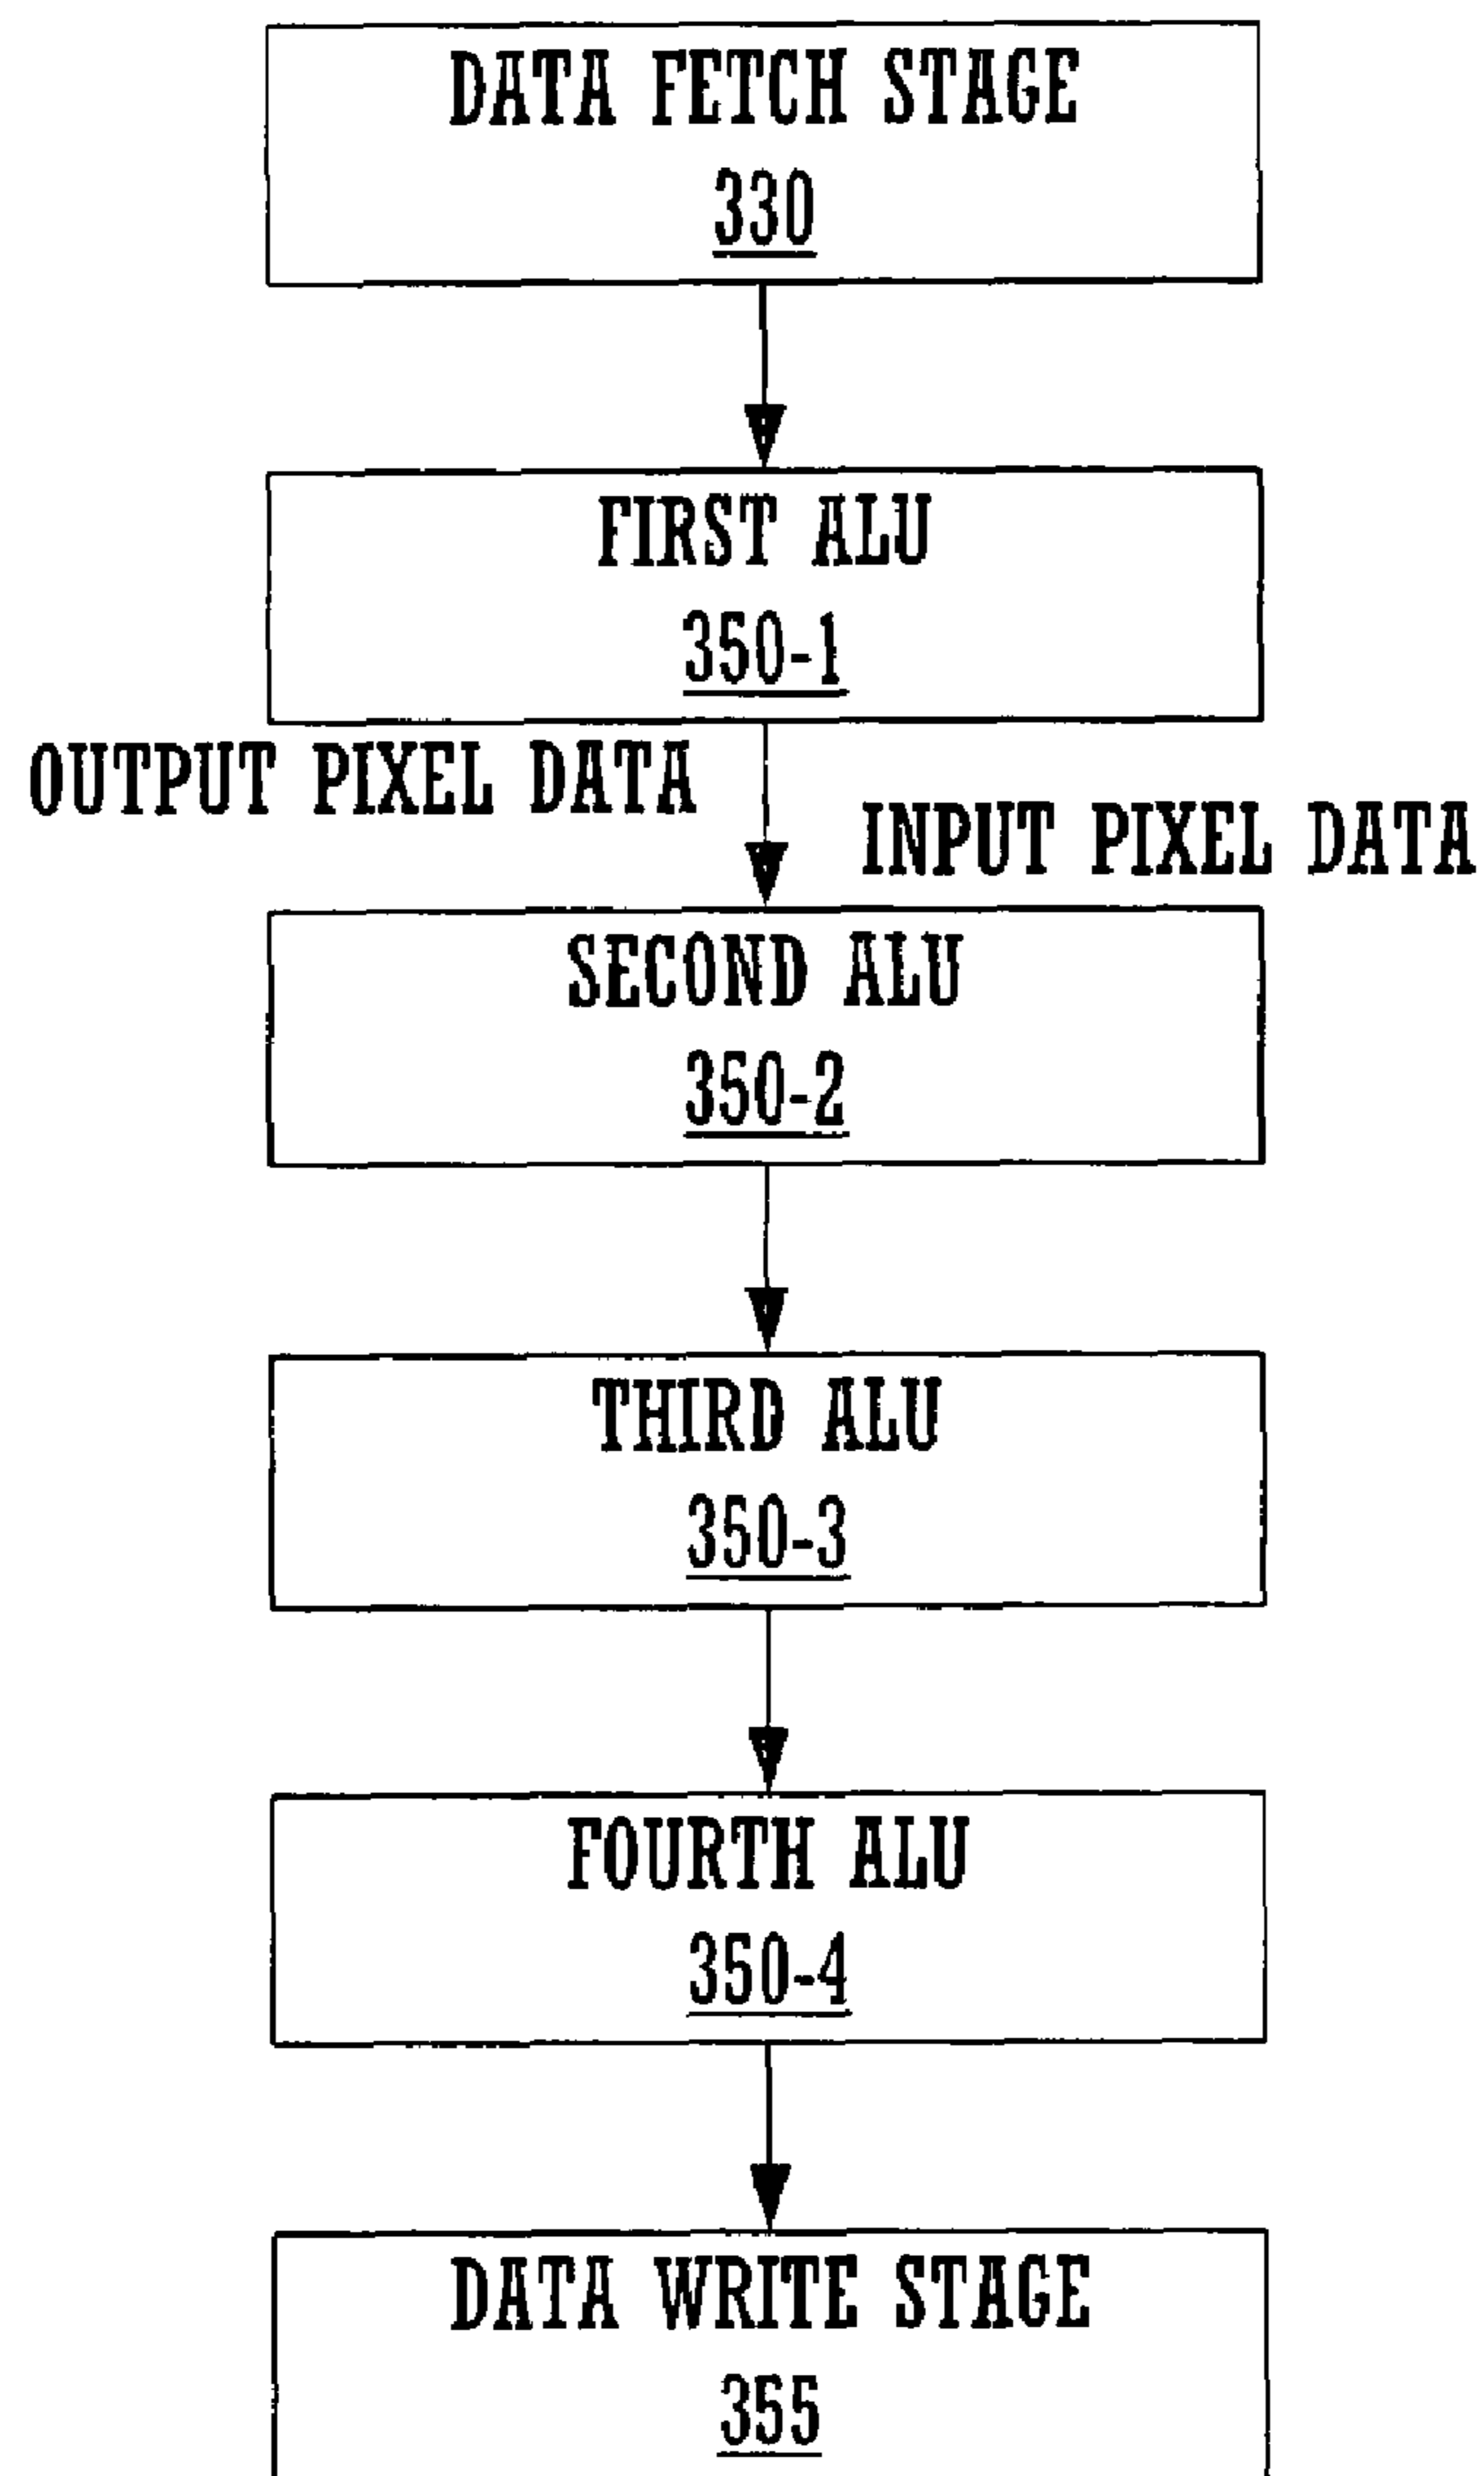 DATA FETCH STAGE
330
FIRST ALU
350-1
OUTPUT PIXEL DATA
INPUT PIXEL DATA
SECOND ALU
350-2
THIRD ALU
350-3
FOURTH ALU
350-4
DATA WRITE STAGE
355